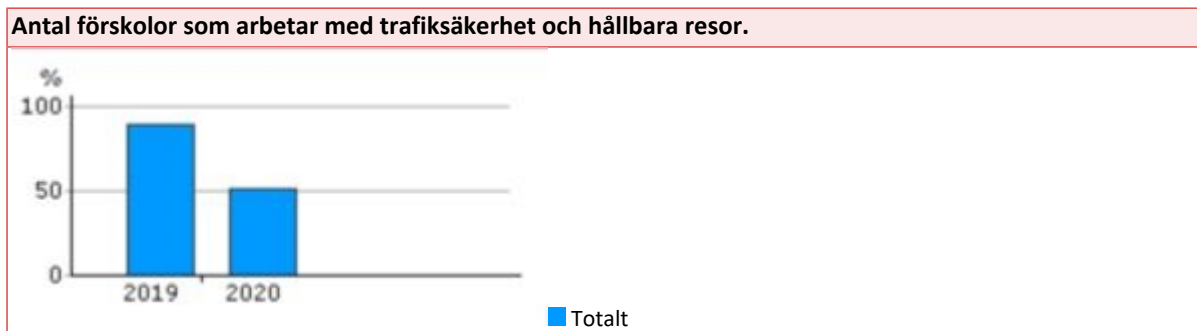 Antal förskolor som arbetar med trafiksäkerhet och hållbara resor.
%
100
50
0
2019 2020
Totalt